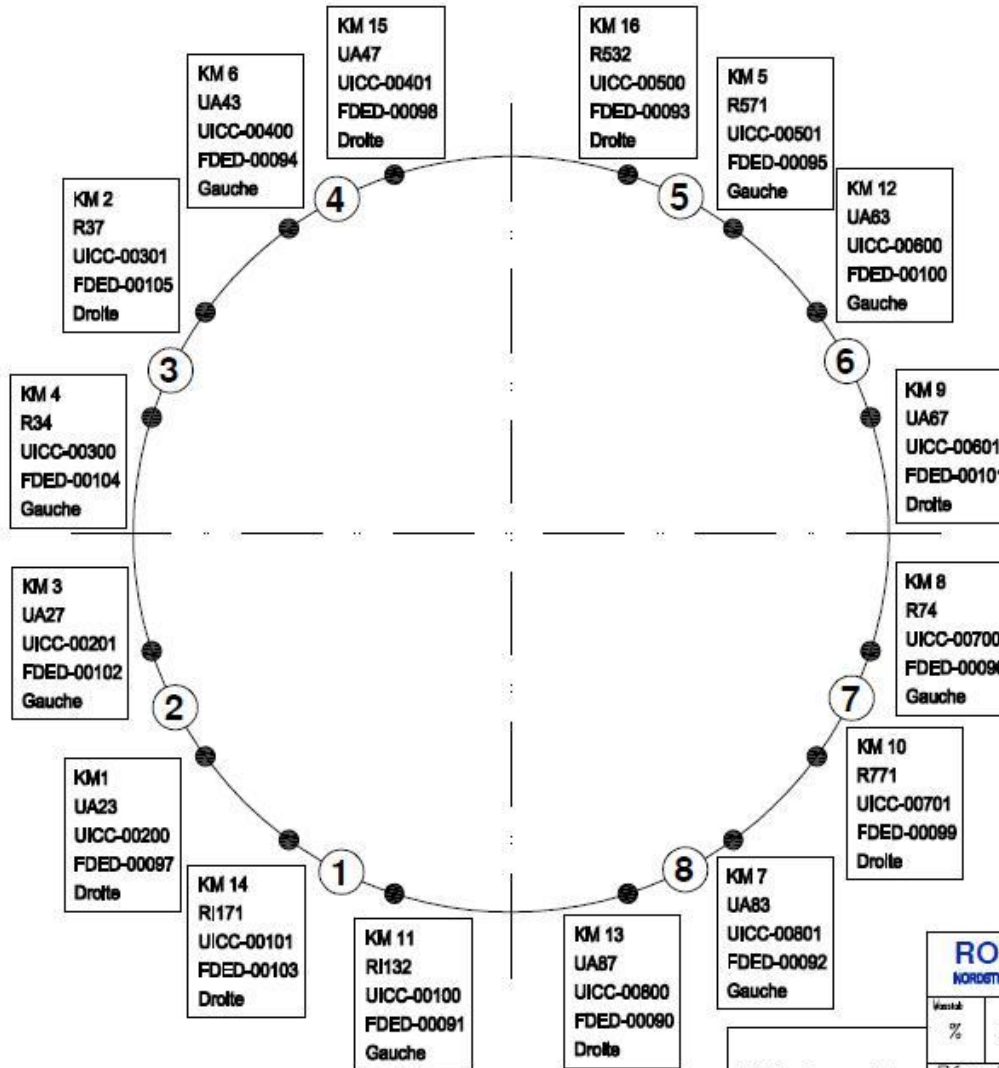 KM 15
UA47
UICC-00401
FDED-00098
Droite
KM 16
R532
UICC-00500
FDED-00093
Droite
KM 6
UA43
UICC-00400
FDED-00094
Gauche
KM 5
R571
UICC-00501
FDED-00095
Gauche
KM 2
R37
UICC-00301
FDED-00105
Droite
KM 12
UA63
UICC-00600
FDED-00100
Gauche
4
5
3
6
KM 4
R34
UICC-00300
FDED-00104
Gauche
KM 9
UA67
UICC-00601
FDED-00101
Droite
KM 3
UA27
UICC-00201
FDED-00102
Gauche
KM 8
R74
UICC-00700
Gauche
2
7
KM1
UA23
UICC-00200
FDED-00097
Droite
KM 10
R771
UICC-00701
FDED-00099
Droite
1
8
KM 14
RI171
UICC-00101
FDED-00103
Droite
KM 7
UA83
UICC-00801
FDED-00092
Gauche
KM 11
RI132
UICC-00100
FDED-00091
Gauche
KM 13
UA87
UICC-00800
FDED-00090
Droite
RO
%